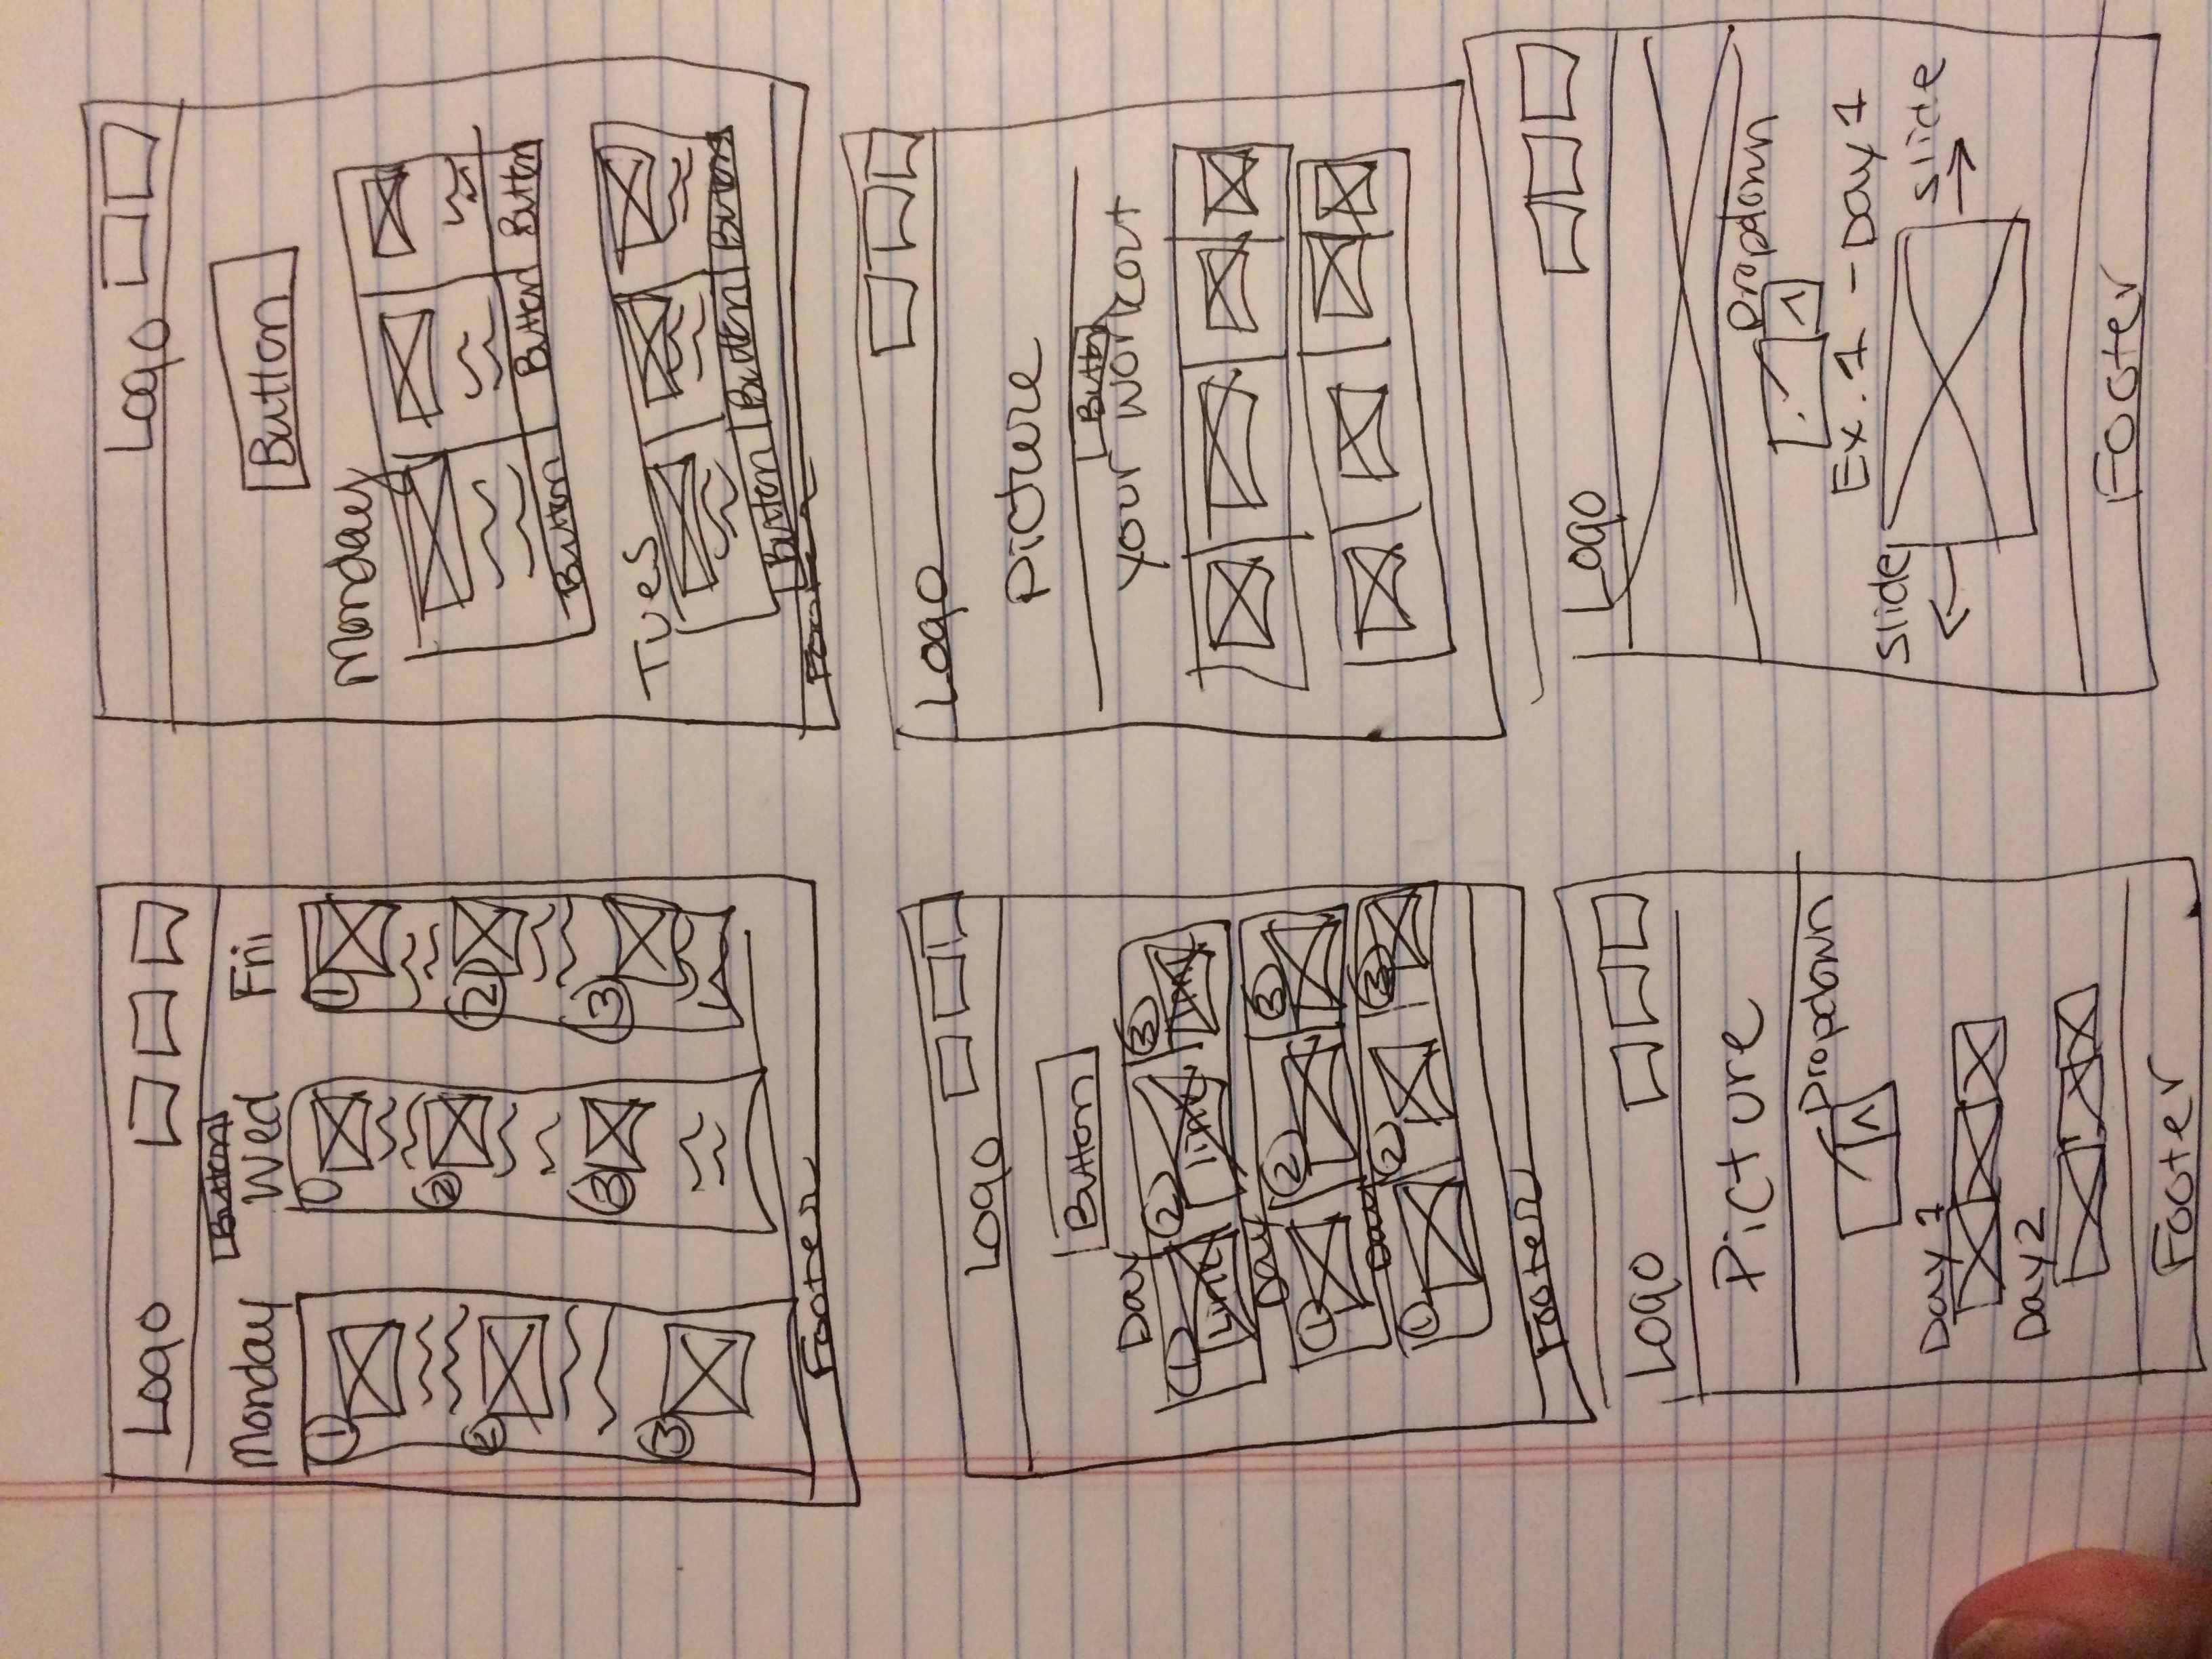 Logo
Button
Monday Wed Fri
1
1
2
2
2
3
3
3
Footer
Logo
Button
Monday
Button Button Button
Tues
Button Button Button
Footer
Logo
Button
Day
1 2 3
Link link link
Day
1 2 3
Day
1 2 3
Footer
Logo
Picture
Button
your workout
Logo
Picture
Dropdown
Day 1
Day 2
Footer
Logo
Dropdown
Ex. 1 - Day 1
Slide
slide
Footer